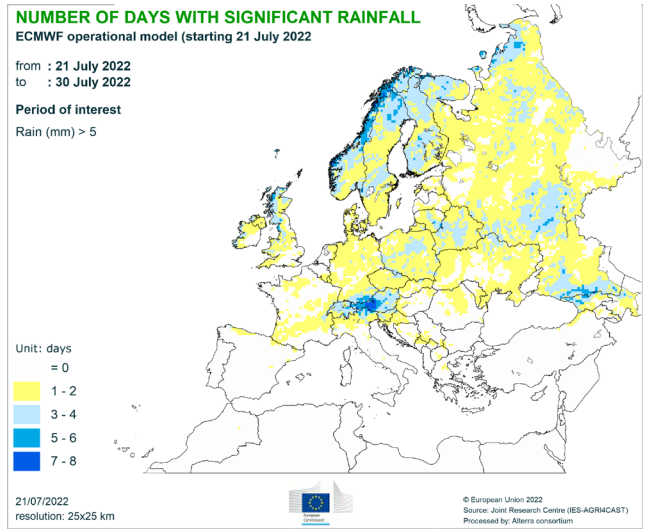 NUMBER OF DAYS WITH SIGNIFICANT RAINFALL
ECMWF operational model (starting 21 July 2022
from : 21 July 2022
to : 30 July 2022
Period of interest
Rain (mm) > 5
Unit: days
= 0
1 - 2
3 - 4
5 - 6
7 - 8
21/07/2022
resolution: 25x25 km
European
Commission
© European Union 2022
Source: Joint Research Centre (IES-AGRI4CAST)
Processed by: Alterra consortium